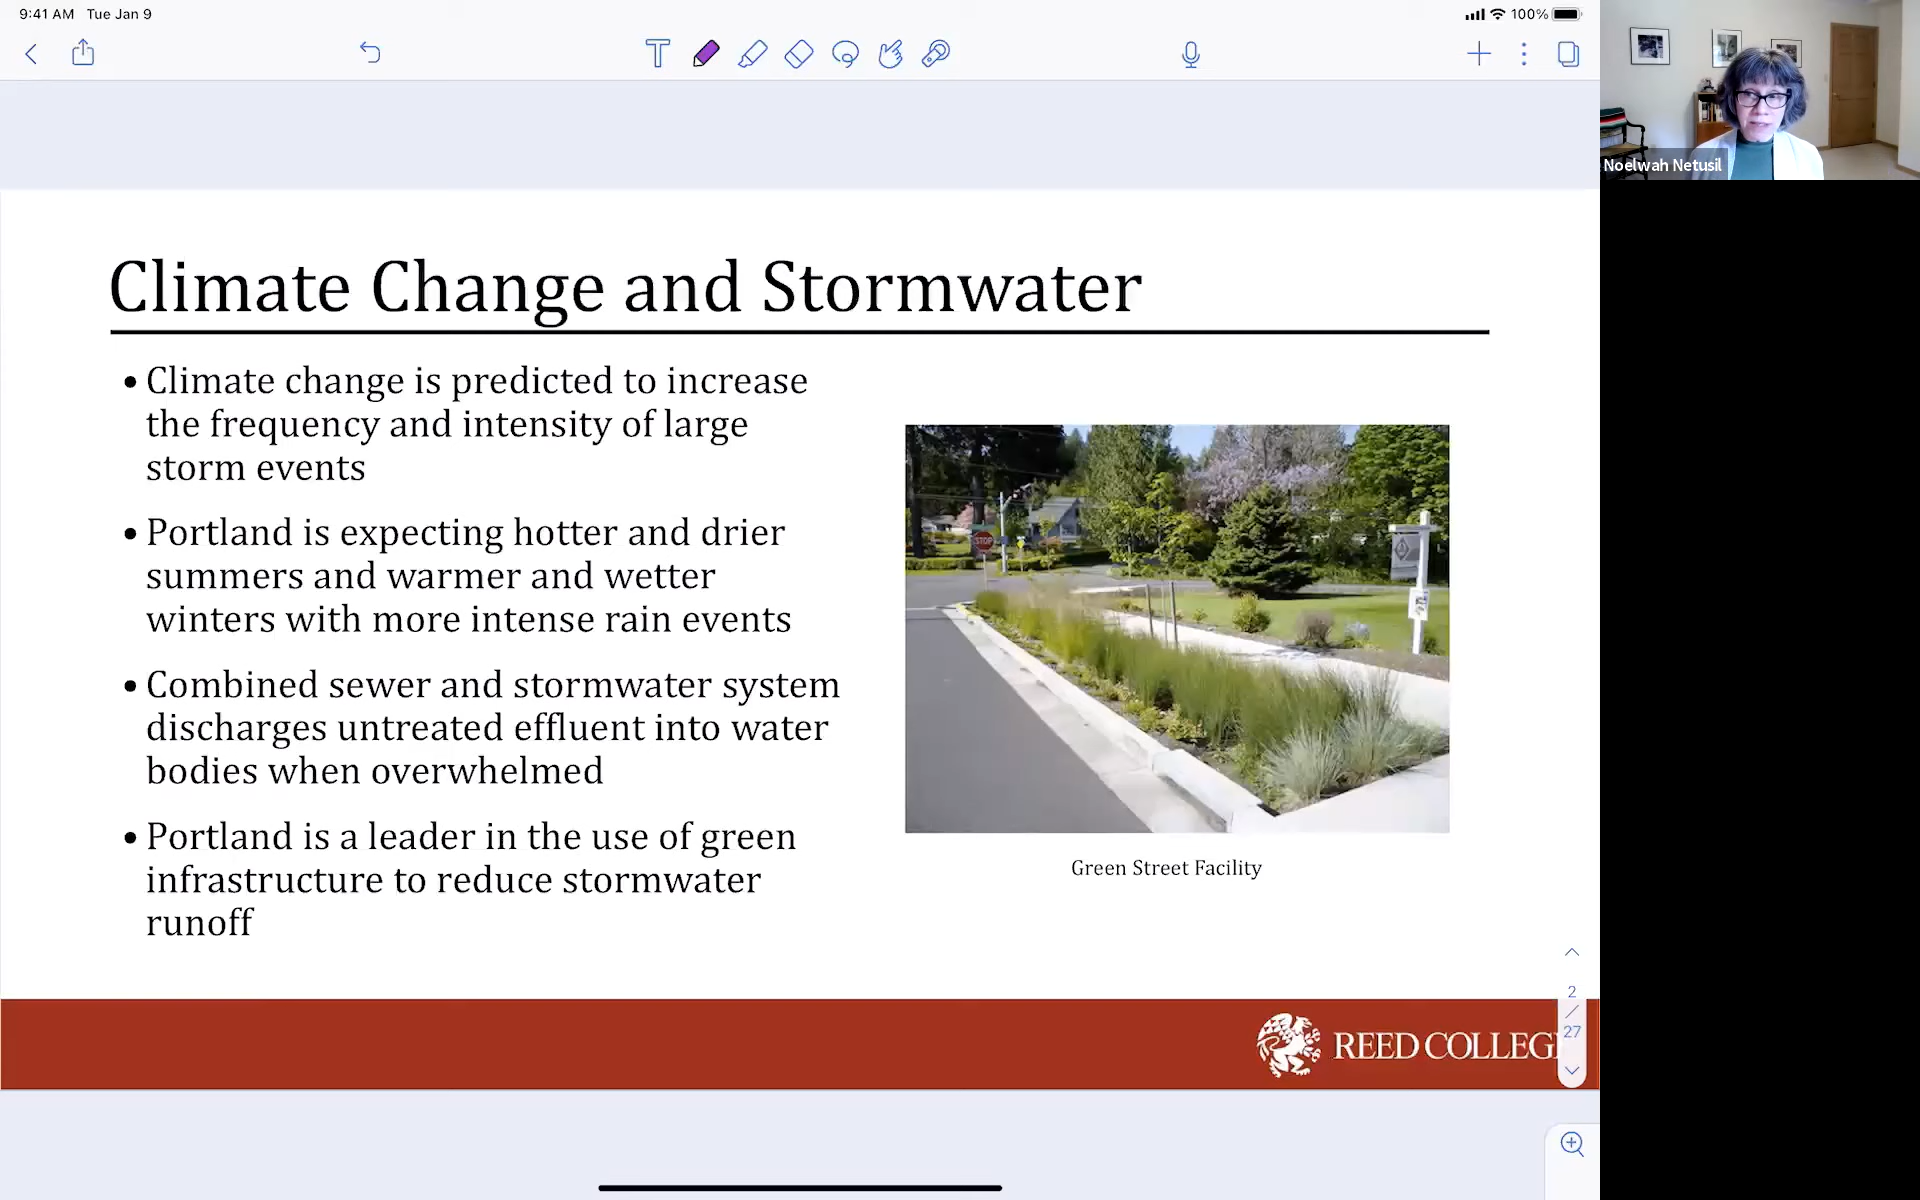 9:41 AM Tue Jan 9
100%
Noelwah Netusil
Climate Change and Stormwater
• Climate change is predicted to increase
the frequency and intensity of large
storm events
• Portland is expecting hotter and drier
summers and warmer and wetter
winters with more intense rain events
• Combined sewer and stormwater system
discharges untreated effluent into water
bodies when overwhelmed
• Portland is a leader in the use of green
infrastructure to reduce stormwater
runoff
STOP
Green Street Facility
REED COLLEG
2
/
27